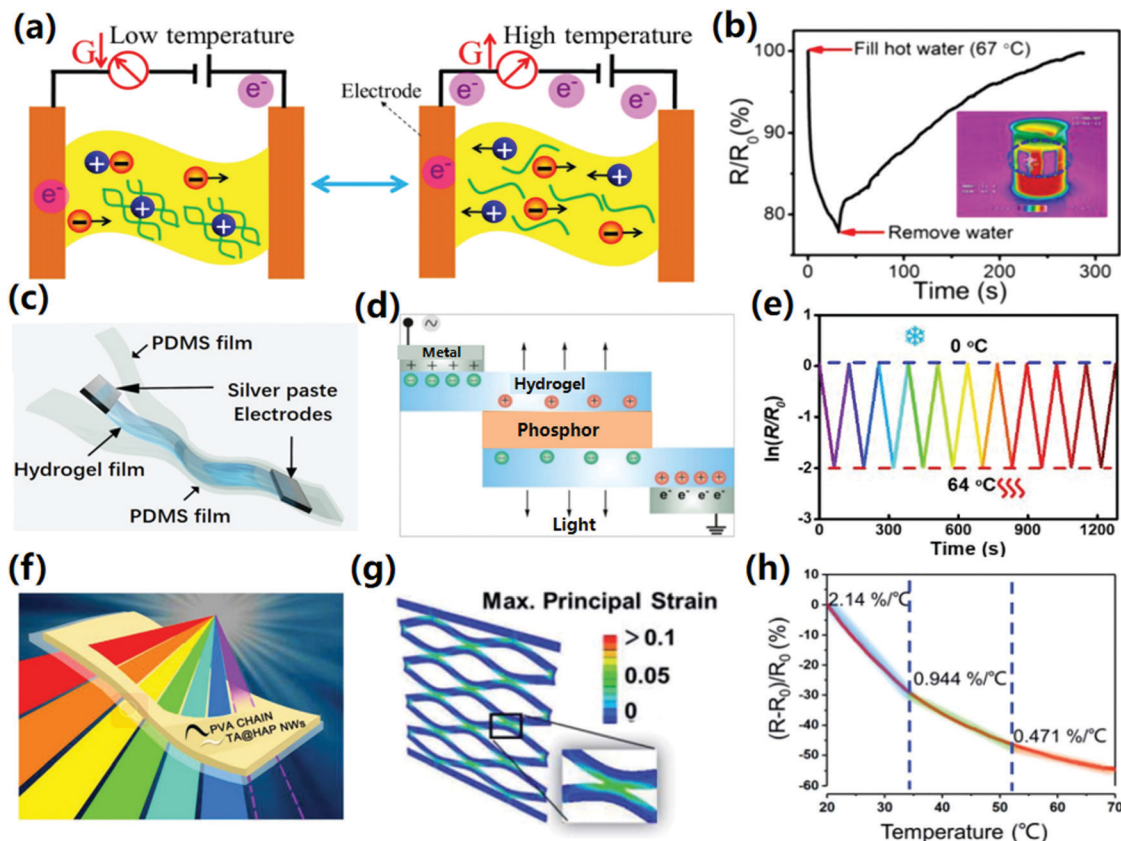 (a)
Low temperature
High temperature
G
G
e-
e-
e-
e-
Electrode
e-
e-
(b)
R/R0(%)
100
90
80
Fill hot water (67 °C)
Remove water
0
100
200
300
Time (s)
(c)
PDMS film
Silver paste
Electrodes
Hydrogel film
PDMS film
(d)
Metal
Hydrogel
Phosphor
e- e- e- e-
Light
(e)
ln(R/R0)
1
0
-1
-2
-3
0 °C
64 °C
0
300
600
900
1200
Time (s)
(f)
PVA CHAIN
TA@HAP NWs
(g)
Max. Principal Strain
> 0.1
0.05
0
(h)
(R-R0)/R0 (%)
10
0
-10
-20
-30
-40
-50
-60
2.14 %/°C
0.944 %/°C
0.471 %/°C
20
30
40
50
60
70
Temperature (°C)